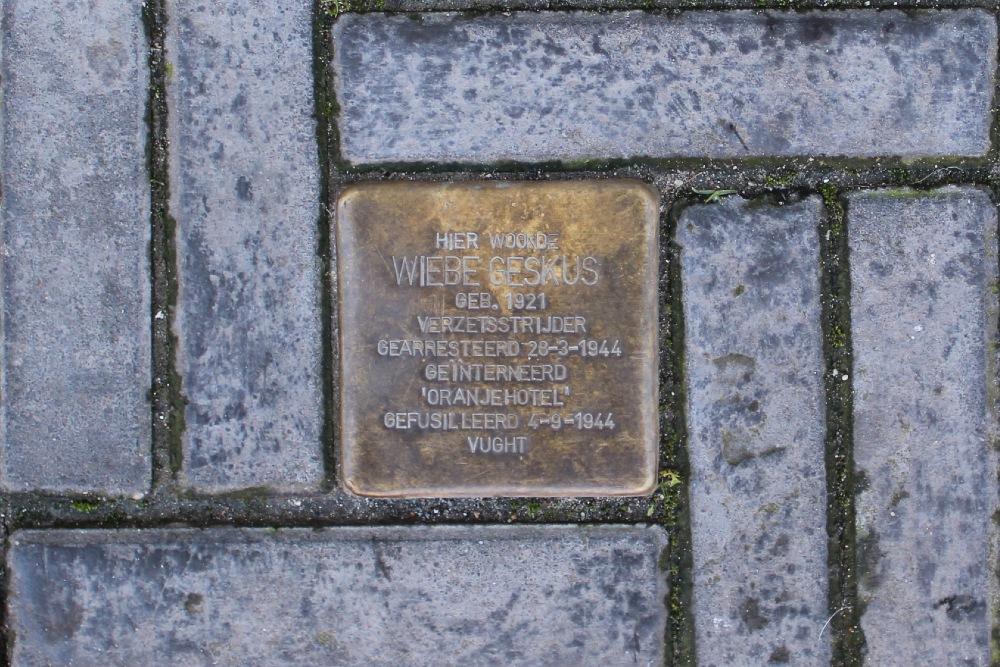 HIER WOONDE
WIEBE GESKUS
GEB. 1921
VERZETSSTRIJDER
GEARRESTEERD 28-3-1944
GEÏNTERNEERD
'ORANJEHOTEL'
GEFUSILLEERD 4-9-1944
VUGHT